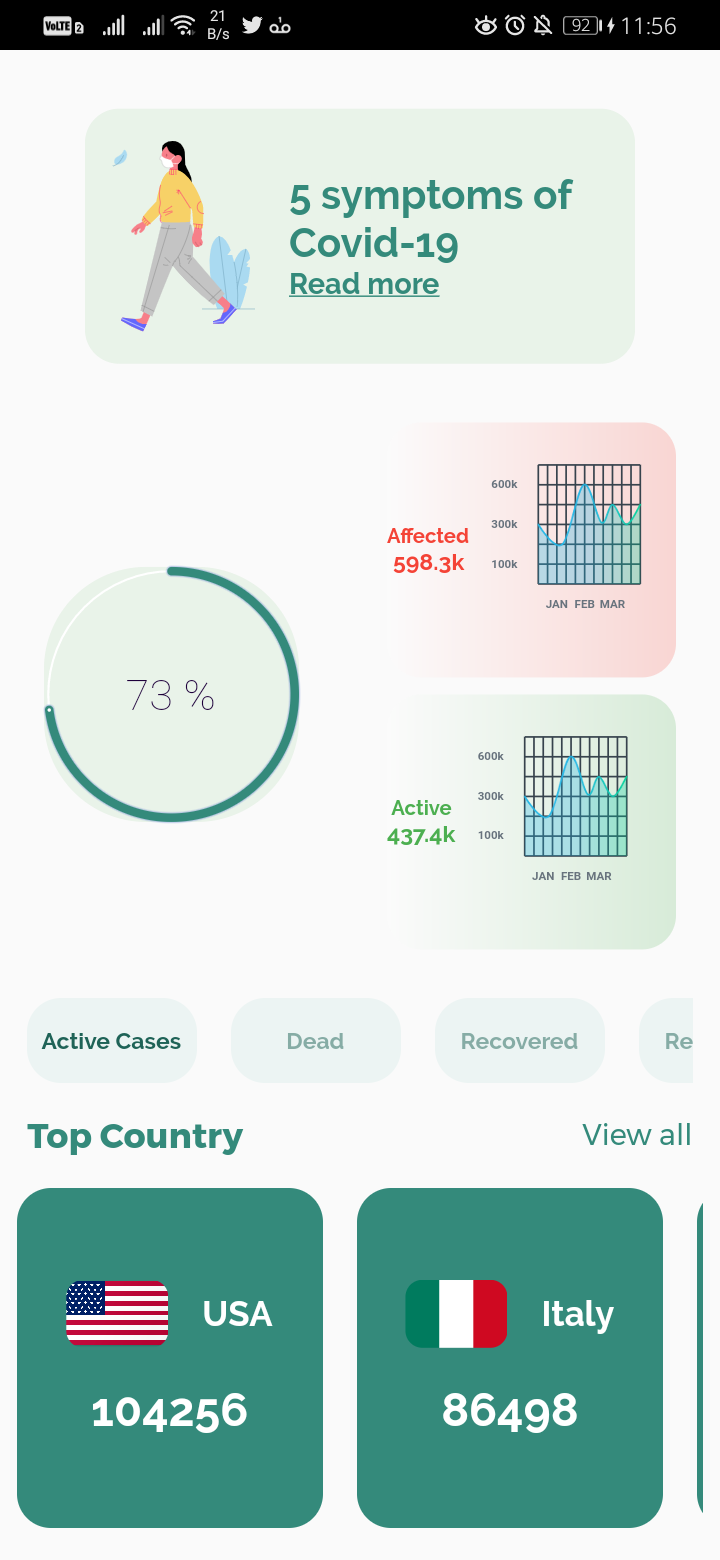 VoLTE 2 21 B/s 1 92 11:56
5 symptoms of
Covid-19
Read more
73 %
Affected
598.3k
600k
300k
100k
JAN FEB MAR
Active
437.4k
600k
300k
100k
JAN FEB MAR
Active Cases Dead Recovered Re
Top Country View all
USA
104256
Italy
86498